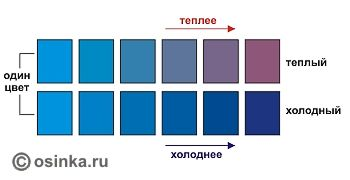 теплее
один
цвет
теплый
холодный
холоднее
© osinka.ru